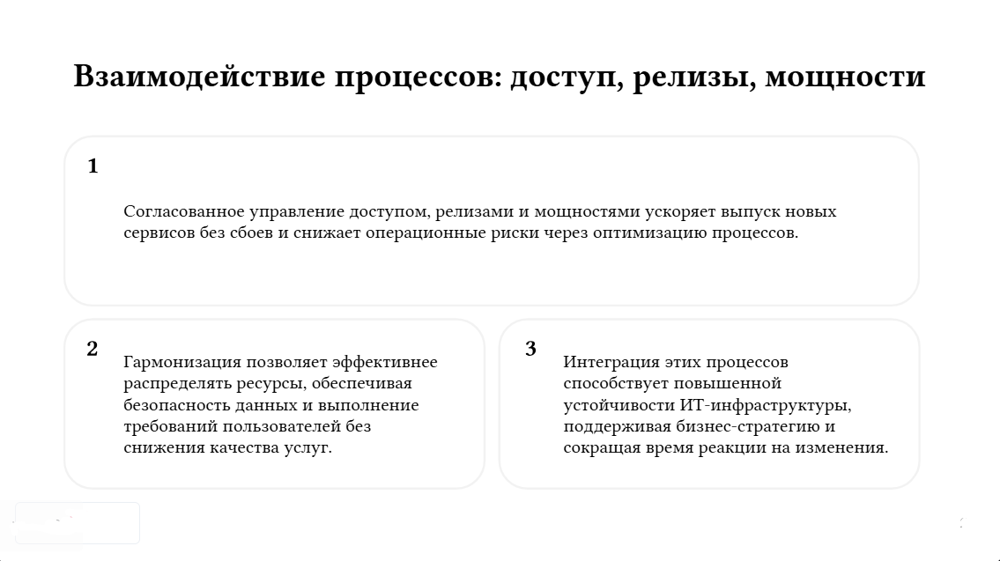 Взаимодействие процессов: доступ, релизы, мощности
1
Согласованное управление доступом, релизами и мощностями ускоряет выпуск новых
сервисов без сбоев и снижает операционные риски через оптимизацию процессов.
2
Гармонизация позволяет эффективнее
распределять ресурсы, обеспечивая
безопасность данных и выполнение
требований пользователей без
снижения качества услуг.
3
Интеграция этих процессов
способствует повышенной
устойчивости ИТ-инфраструктуры,
поддерживая бизнес-стратегию и
сокращая время реакции на изменения.